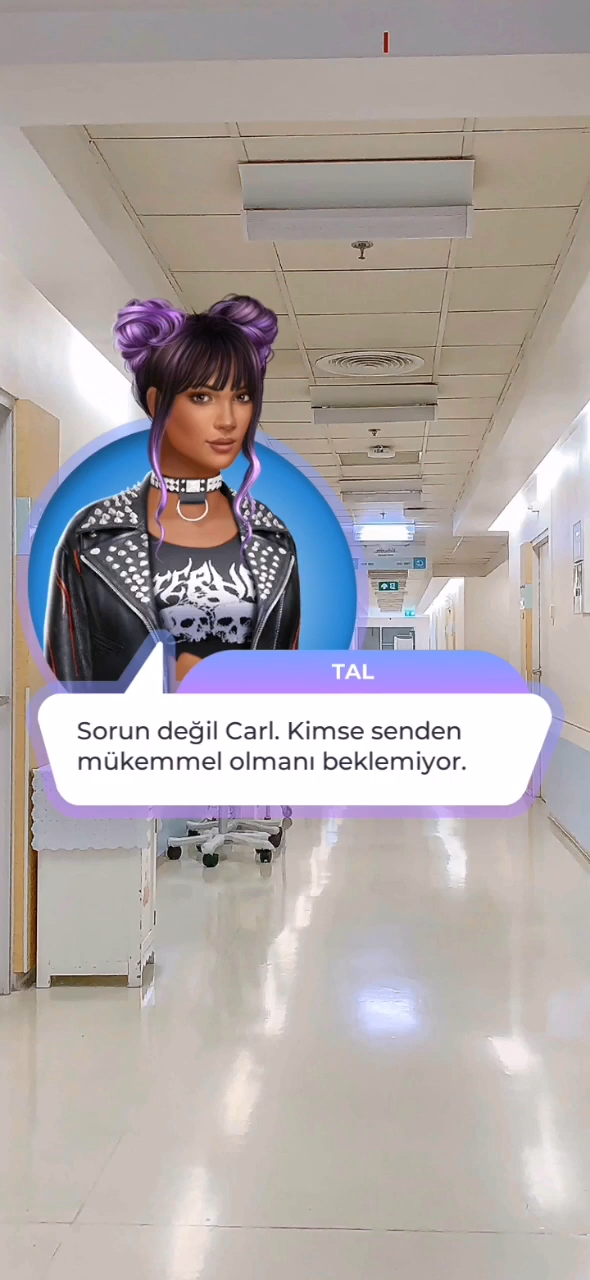 TAL
Sorun değil Carl. Kimse senden
mükemmel olmanı beklemiyor.